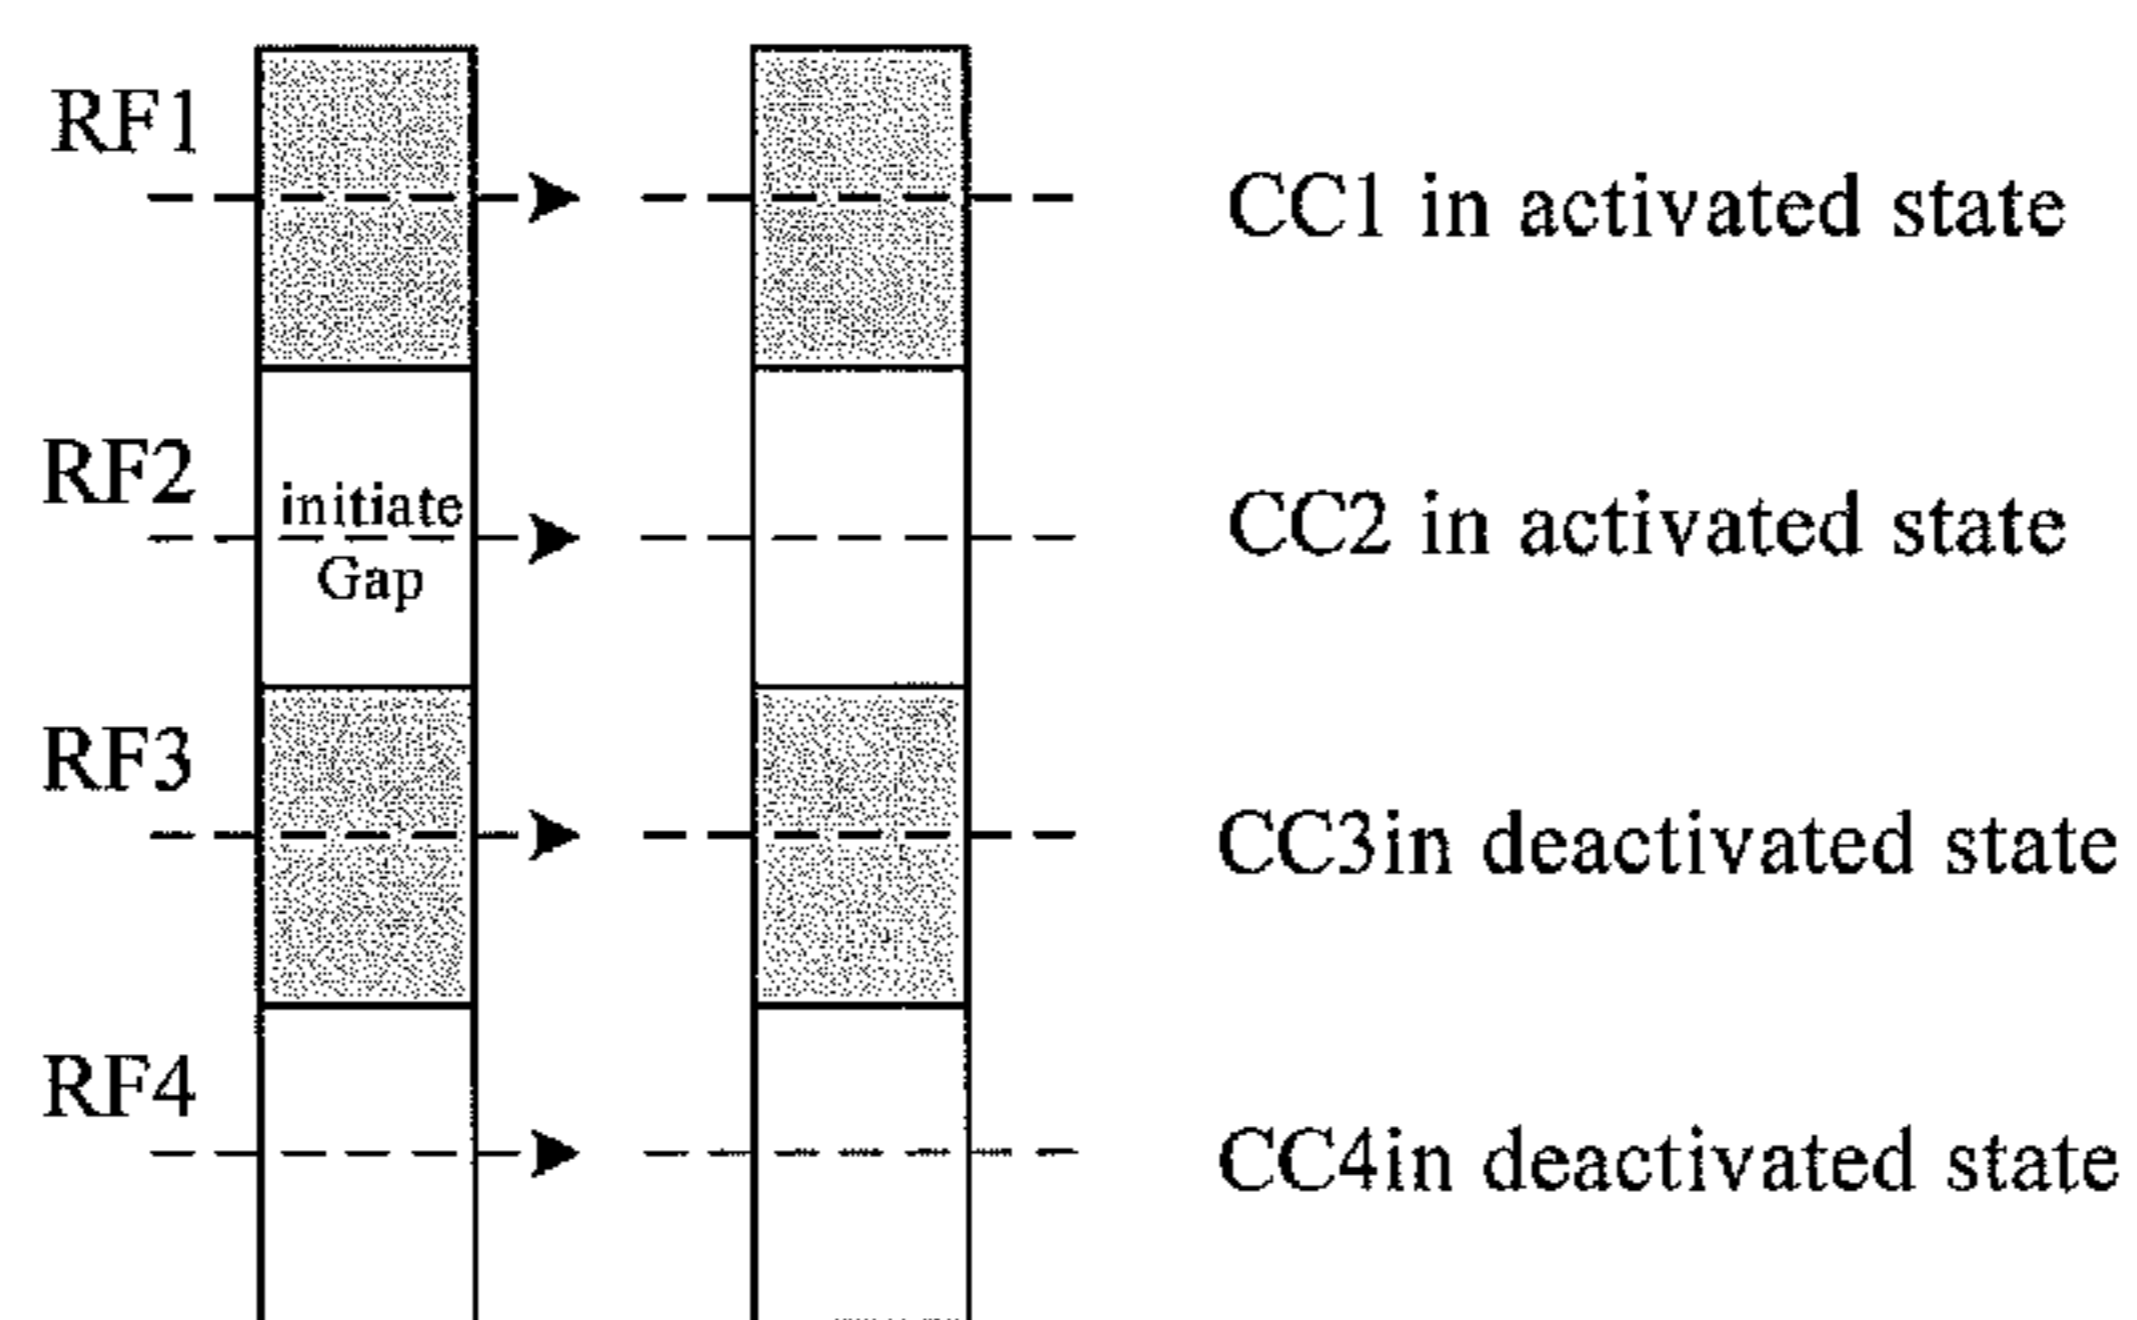 RF1
CC1 in activated state
RF2
initiate
Gap
CC2 in activated state
RF3
CC3in deactivated state
RF4
CC4in deactivated state